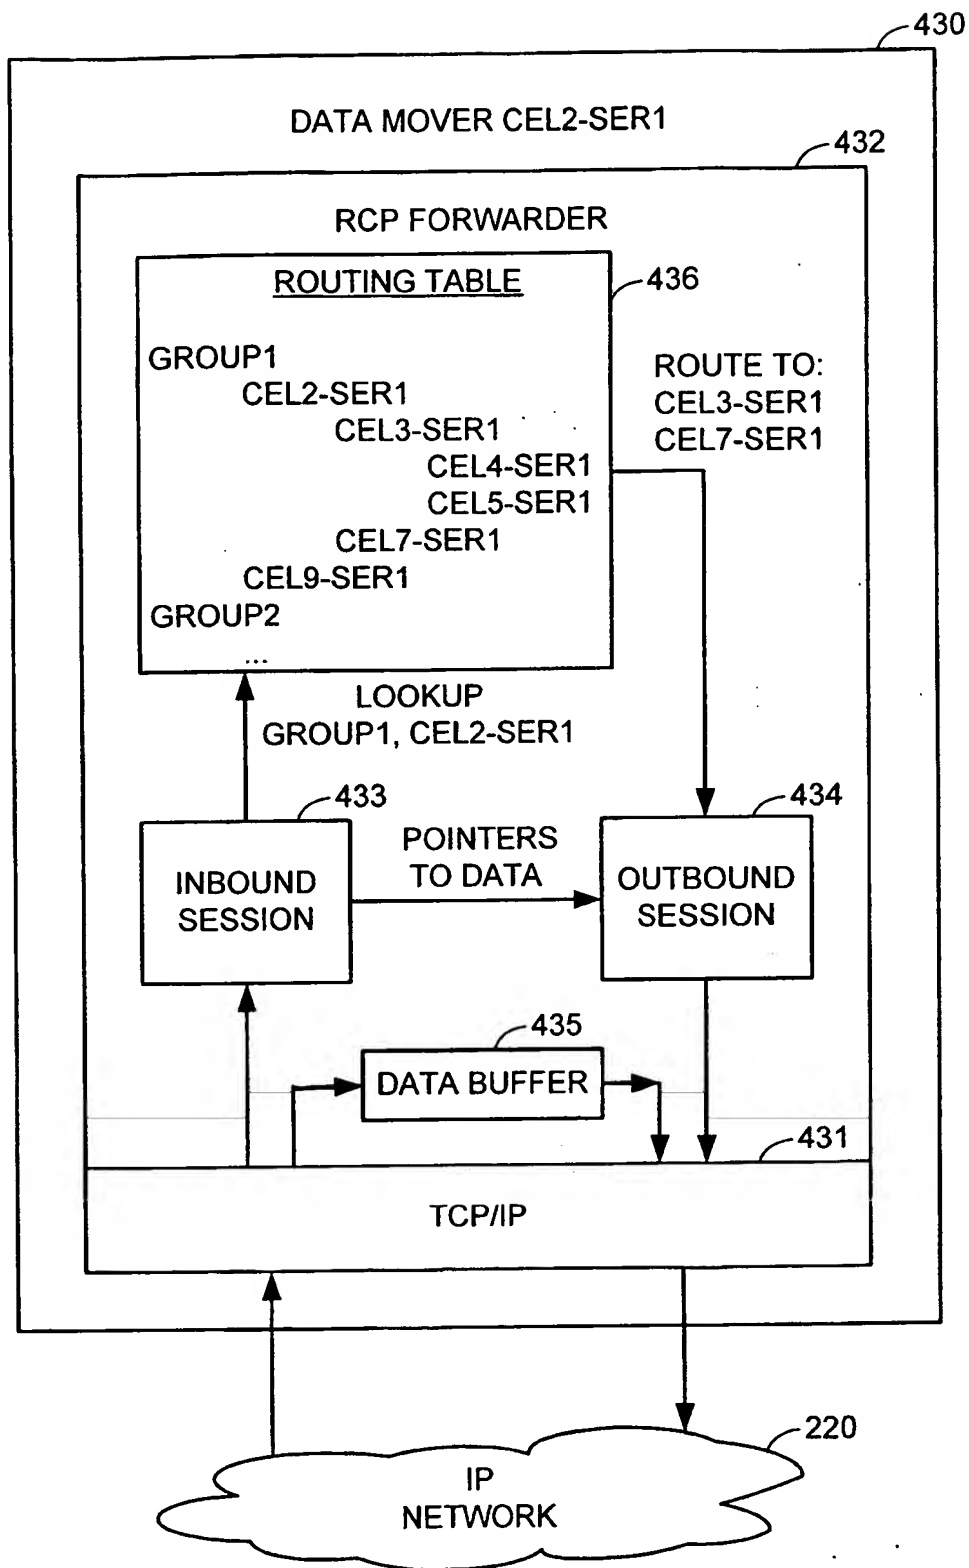 430
DATA MOVER CEL2-SER1
432
RCP FORWARDER
ROUTING TABLE
436
GROUP1
CEL2-SER1
CEL3-SER1
CEL4-SER1
CEL5-SER1
CEL7-SER1
CEL9-SER1
GROUP2
...
ROUTE TO:
CEL3-SER1
CEL7-SER1
LOOKUP
GROUP1, CEL2-SER1
433
INBOUND
SESSION
POINTERS
TO DATA
434
OUTBOUND
SESSION
435
DATA BUFFER
431
TCP/IP
220
IP
NETWORK